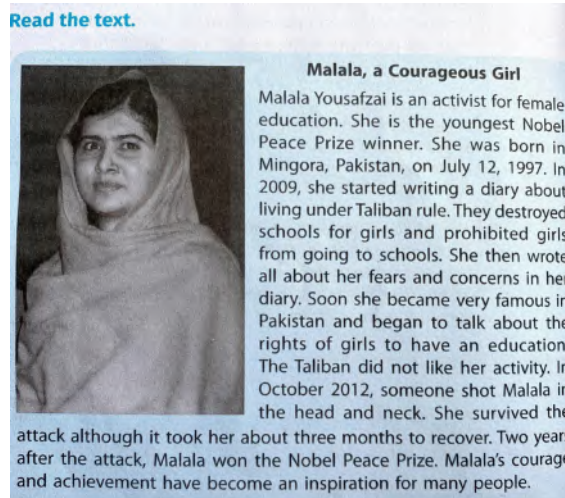 Read the text.
Malala, a Courageous Girl
Malala Yousafzai is an activist for female
education. She is the youngest Nobel
Peace Prize winner. She was born in
Mingora, Pakistan, on July 12, 1997. In
2009, she started writing a diary about
living under Taliban rule. They destroyed
schools for girls and prohibited girls
from going to schools. She then wrote
all about her fears and concerns in her
diary. Soon she became very famous in
Pakistan and began to talk about the
rights of girls to have an education
The Taliban did not like her activity. In
October 2012, someone shot Malala in
the head and neck. She survived the
attack although it took her about three months to recover. Two year
after the attack, Malala won the Nobel Peace Prize. Malala's courage
and achievement have become an inspiration for many people.